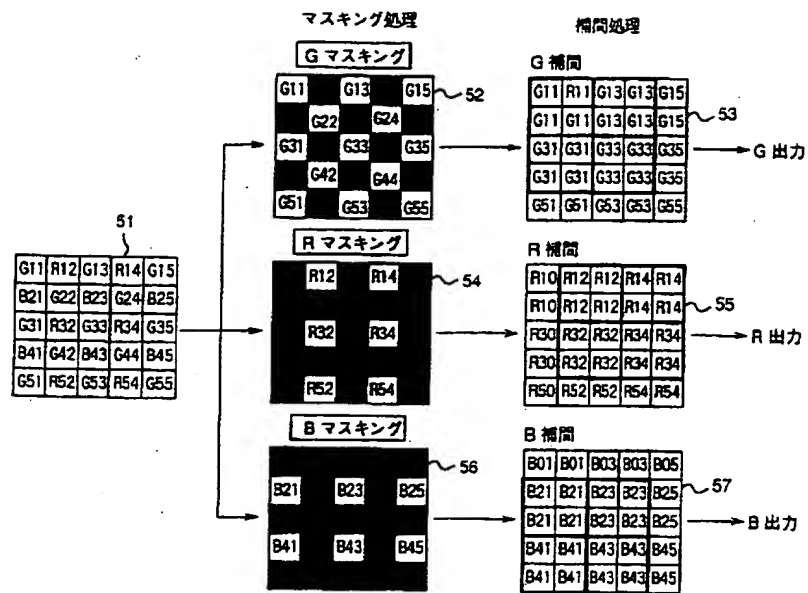 マスキング処理
補間処理
G マスキング
G11 G13 G15
G22 G24
G31 G33 G35
G42 G44
G51 G53 G55
52
G 補間
G11 R11 G13 G13 G15
G11 G11 G13 G13 G15
G31 G31 G33 G33 G35
G31 G31 G33 G33 G35
G51 G51 G53 G53 G55
53
G 出力
51
G11 R12 G13 R14 G15
B21 G22 B23 G24 B25
G31 R32 G33 R34 G35
B41 G42 B43 G44 B45
G51 R52 G53 R54 G55
R マスキング
R12 R14
R32 R34
R52 R54
54
R 補間
R10 R12 R12 R14 R14
R10 R12 R12 R14 R14
R30 R32 R32 R34 R34
R30 R32 R32 R34 R34
R50 R52 R52 R54 R54
55
R 出力
B マスキング
B21 B23 B25
B41 B43 B45
56
B 補間
B01 B01 B03 B03 B05
B21 B21 B23 B23 B25
B21 B21 B23 B23 B25
B41 B41 B43 B43 B45
B41 B41 B43 B43 B45
57
B 出力